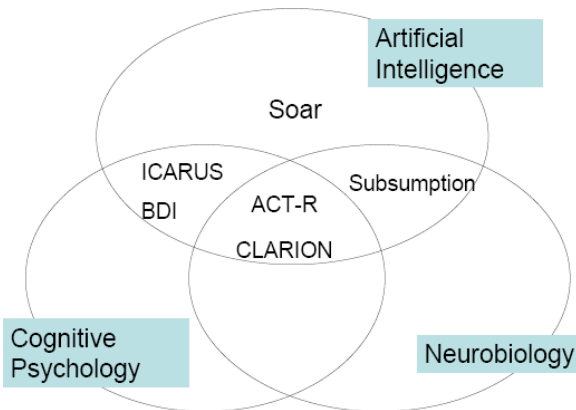 Artificial
Intelligence
Soar
ICARUS
Subsumption
BDI
ACT-R
CLARION
Cognitive
Psychology
Neurobiology